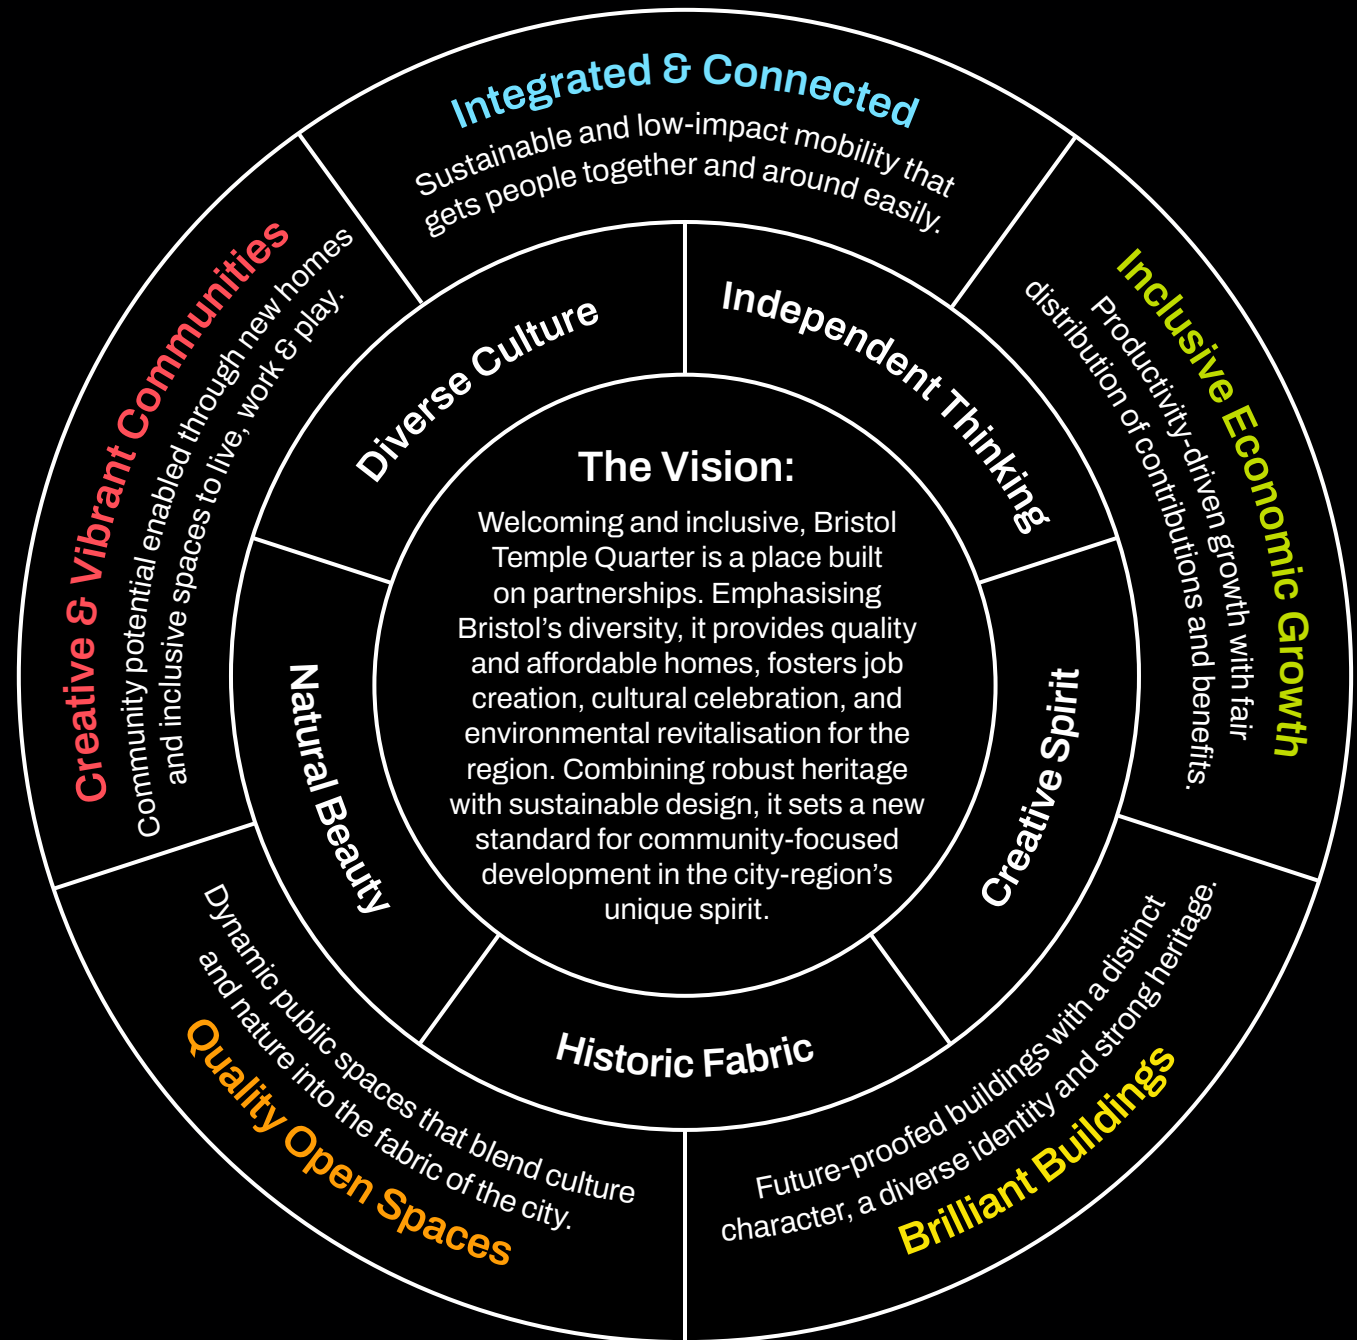 Integrated & Connected
Sustainable and low-impact mobility that
gets people together and around easily.
Inclusive Economic Growth
Productivity-driven growth with fair
distribution of contributions and benefits.
Future-proofed buildings with a distinct
character, a diverse identity and strong heritage.
Brilliant Buildings
Dynamic public spaces that blend culture
and nature into the fabric of the city.
Quality Open Spaces
Creative & Vibrant Communities
Community potential enabled through new homes
and inclusive spaces to live, work & play.
Diverse Culture
Independent Thinking
Creative Spirit
Historic Fabric
Natural Beauty
The Vision:
Welcoming and inclusive, Bristol
Temple Quarter is a place built
on partnerships. Emphasising
Bristol’s diversity, it provides quality
and affordable homes, fosters job
creation, cultural celebration, and
environmental revitalisation for the
region. Combining robust heritage
with sustainable design, it sets a new
standard for community-focused
development in the city-region’s
unique spirit.